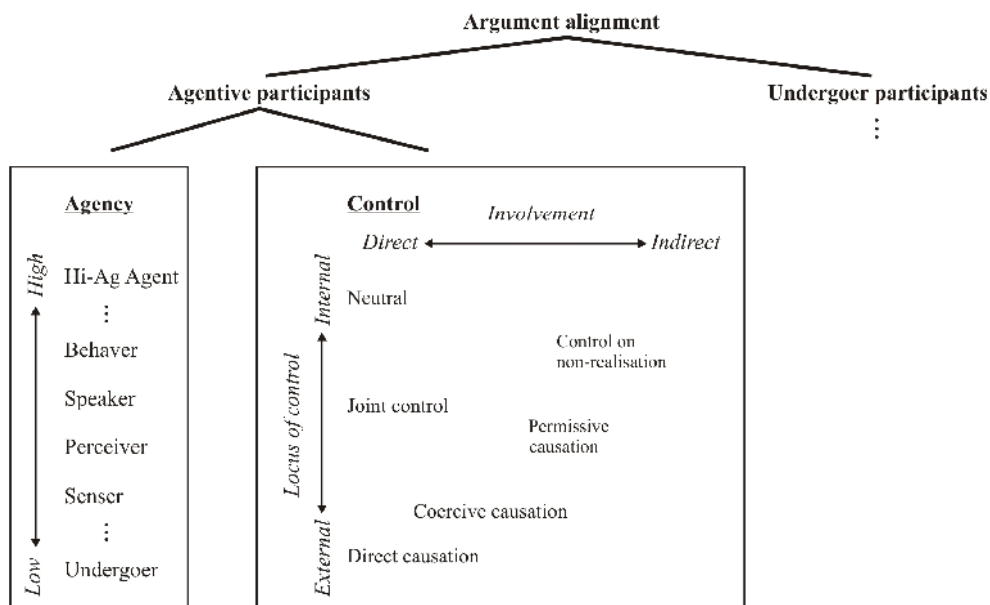 Argument alignment
Agentive participants
Undergoer participants
⋮
Agency
High
Low
Hi-Ag Agent
⋮
Behaver
Speaker
Perceiver
Senser
⋮
Undergoer
Control
Involvement
Direct
Indirect
Internal
Locus of control
External
Neutral
Control on
non-realisation
Joint control
Permissive
causation
Coercive causation
Direct causation